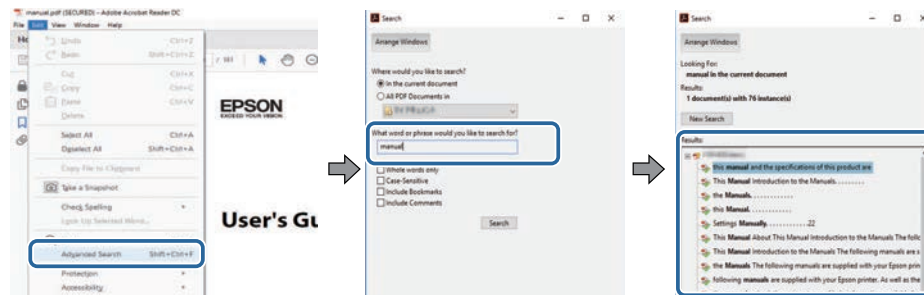 manual.pdf (SECURED) - Adobe Acrobat Reader DC
File Edit View Window Help
Undo Ctrl+Z
Shift+Ctrl+Z
Cut Ctrl+X
Copy Ctrl+C
Paste Ctrl+V
Delete
Select All Ctrl+A
Deselect All Shift+Ctrl+A
Copy File to Clipboard
Take a Snapshot
Check Spelling
Look Up Selected Word...
Advanced Search Shift+Ctrl+F
Protection
Accessibility
/ 181
EPSON
EXCEED YOUR VISION
User's Gu
Search
Arrange Windows
Where would you like to search?
In the current document
All PDF Documents in
What word or phrase would you like to search for?
manual
Whole words only
Case-Sensitive
Include Bookmarks
Include Comments
Search
Search
Arrange Windows
Looking For:
manual in the current document
Results:
1 document(s) with 76 instance(s)
New Search
Results:
this manual and the specifications of this product are
This Manual Introduction to the Manuals. . . . . . . .
the Manuals. . . . . . . . . . . .
this Manual. . . . . . . . . . . .
Settings Manually. . . . . . . . . . . .22
This Manual About This Manual Introduction to the Manuals The follo
This Manual Introduction to the Manuals The following manuals are s
the Manuals The following manuals are supplied with your Epson prin
following manuals are supplied with your Epson printer. As well as the